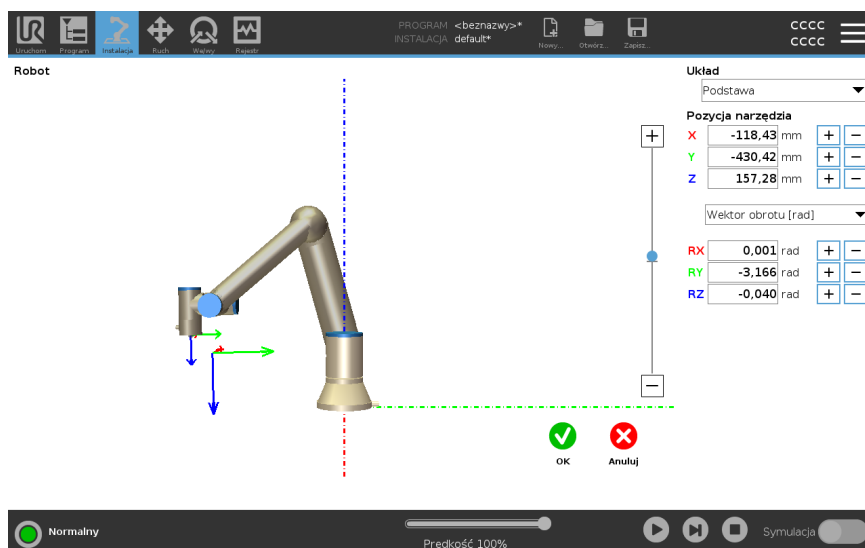 UR
PROGRAM <beznazwy>*
INSTALACJA default*
Uruchom Program Instalacja Ruch We/wy Rejestr
Nowy... Otwórz... Zapisz...
cccc
cccc
Robot
Układ
Podstawa
Pozycja narzędzia
X -118,43 mm + −
Y -430,42 mm + −
Z 157,28 mm + −
Wektor obrotu [rad]
RX 0,001 rad + −
RY -3,166 rad + −
RZ -0,040 rad + −
+
−
OK Anuluj
Normalny
Prędkość 100%
Symulacja